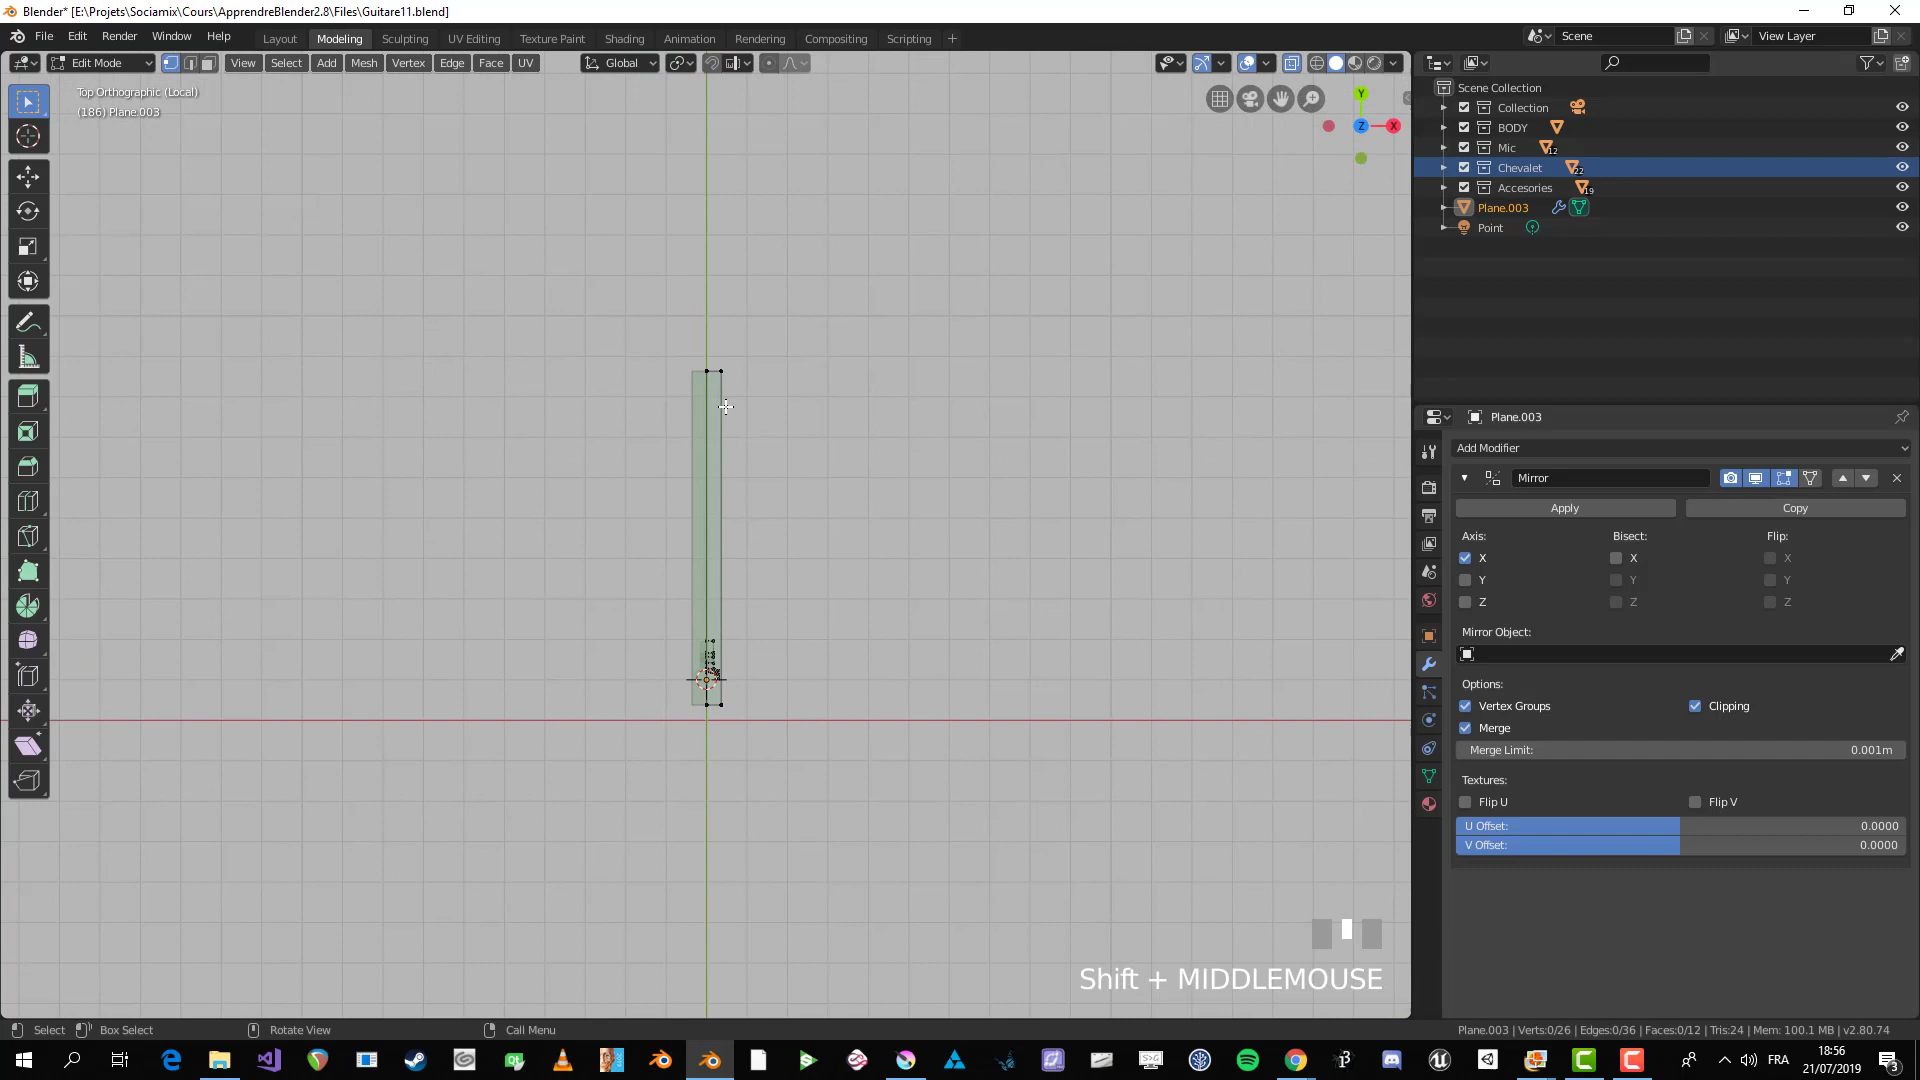 Blender* [E:\Projets\Sociamix\Cours\ApprendreBlender2.8\Files\Guitare11.blend]
File Edit Render Window Help Layout Modeling Sculpting UV Editing Texture Paint Shading Animation Rendering Compositing Scripting Scene View Layer
Edit Mode View Select Add Mesh Vertex Edge Face UV Global
Top Orthographic (Local)
(186) Plane.003
Y
Z
X
Scene Collection
Collection
BODY
Mic 12
Chevalet 22
Accesories 19
Plane.003
Point
Plane.003
Add Modifier
Mirror
Apply Copy
Axis: Bisect: Flip:
X X X
Y Y Y
Z Z Z
Mirror Object:
Options:
Vertex Groups Clipping
Merge
Merge Limit: 0.001m
Textures:
Flip U Flip V
U Offset: 0.0000
V Offset: 0.0000
Shift + MIDDLEMOUSE
Select Box Select Rotate View Call Menu Plane.003 | Verts:0/26 | Edges:0/36 | Faces:0/12 | Tris:24 | Mem: 100.1 MB | v2.80.74
FRA
18:56
21/07/2019
3